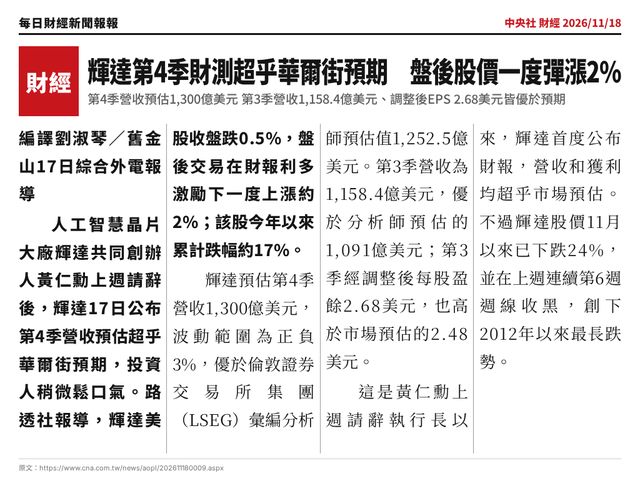 每日財經新聞報報
中央社 財經 2026/11/18
財經
輝達第4季財測超乎華爾街預期　盤後股價一度彈漲2%
第4季營收預估1,300億美元 第3季營收1,158.4億美元、調整後EPS 2.68美元皆優於預期
編譯劉淑琴／舊金
山17日綜合外電報
導
人工智慧晶片
大廠輝達共同創辦
人黃仁勳上週請辭
後，輝達17日公布
第4季營收預估超乎
華爾街預期，投資
人稍微鬆口氣。路
透社報導，輝達美
股收盤跌0.5%，盤
後交易在財報利多
激勵下一度上漲約
2%；該股今年以來
累計跌幅約17%。
輝達預估第4季
營收1,300億美元，
波動範圍為正負
3%，優於倫敦證券
交易所集團
（LSEG）彙編分析
師預估值1,252.5億
美元。第3季營收為
1,158.4億美元，優
於分析師預估的
1,091億美元；第3
季經調整後每股盈
餘2.68美元，也高
於市場預估的2.48
美元。
這是黃仁勳上
週請辭執行長以
來，輝達首度公布
財報，營收和獲利
均超乎市場預估。
不過輝達股價11月
以來已下跌24%，
並在上週連續第6週
週線收黑，創下
2012年以來最長跌
勢。
原文：https://www.cna.com.tw/news/aopl/202611180009.aspx